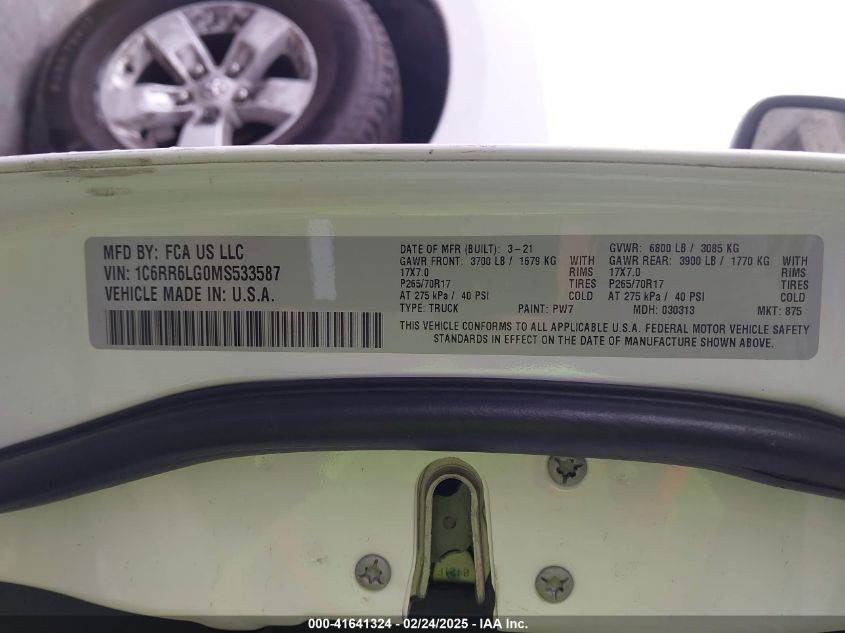 MFD BY: FCA US LLC
VIN: 1C6RR6LG0MS533587
VEHICLE MADE IN: U.S.A.
DATE OF MFR (BUILT): 3-21 GVWR: 6800 LB / 3085 KG
GAWR FRONT: 3700 LB / 1679 KG WITH GAWR REAR: 3900 LB / 1770 KG WITH
17X7.0 RIMS 17X7.0 RIMS
P265/70R17 TIRES P265/70R17 TIRES
AT 275 kPa / 40 PSI COLD AT 275 kPa / 40 PSI COLD
TYPE: TRUCK PAINT: PW7 MDH: 030313 MKT: 875
THIS VEHICLE CONFORMS TO ALL APPLICABLE U.S.A. FEDERAL MOTOR VEHICLE SAFETY
STANDARDS IN EFFECT ON THE DATE OF MANUFACTURE SHOWN ABOVE.
000-41641324 - 02/24/2025 - IAA Inc.